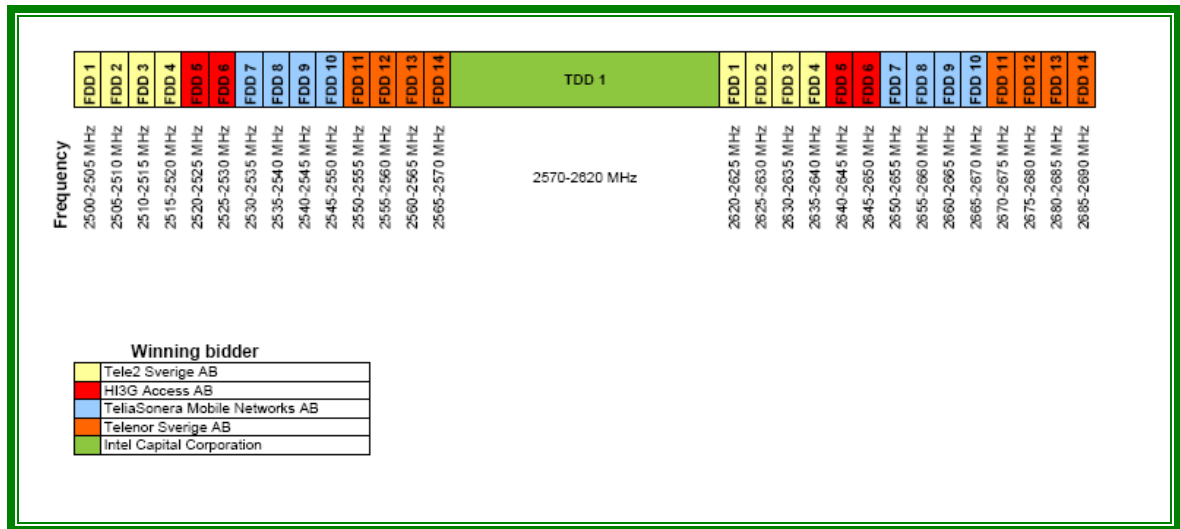 FDD 1
FDD 2
FDD 3
FDD 4
FDD 5
FDD 6
FDD 7
FDD 8
FDD 9
FDD 10
FDD 11
FDD 12
FDD 13
FDD 14
TDD 1
FDD 1
FDD 2
FDD 3
FDD 4
FDD 5
FDD 6
FDD 7
FDD 8
FDD 9
FDD 10
FDD 11
FDD 12
FDD 13
FDD 14
Frequency
2500-2505 MHz
2505-2510 MHz
2510-2515 MHz
2515-2520 MHz
2520-2525 MHz
2525-2530 MHz
2530-2535 MHz
2535-2540 MHz
2540-2545 MHz
2545-2550 MHz
2550-2555 MHz
2555-2560 MHz
2560-2565 MHz
2565-2570 MHz
2570-2620 MHz
2620-2625 MHz
2625-2630 MHz
2630-2635 MHz
2635-2640 MHz
2640-2645 MHz
2645-2650 MHz
2650-2655 MHz
2655-2660 MHz
2660-2665 MHz
2665-2670 MHz
2670-2675 MHz
2675-2680 MHz
2680-2685 MHz
2685-2690 MHz
Winning bidder
Tele2 Sverige AB
HI3G Access AB
TeliaSonera Mobile Networks AB
Telenor Sverige AB
Intel Capital Corporation